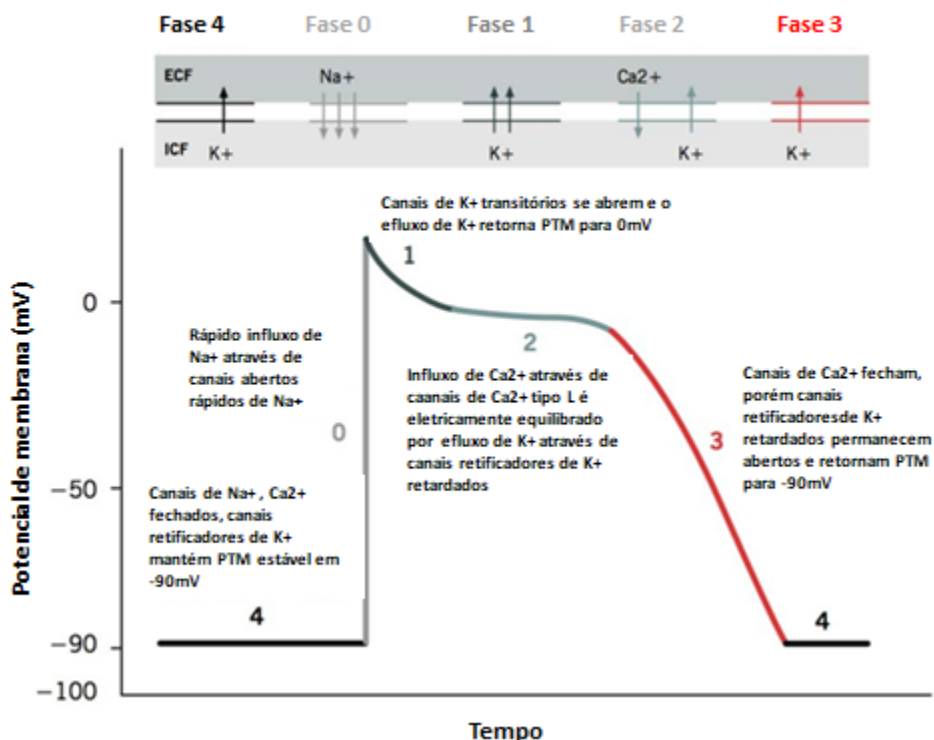 Fase 4 Fase 0 Fase 1 Fase 2 Fase 3
ECF Na+ Ca2+
ICF K+ K+ K+ K+
Canais de K+ transitórios se abrem e o
efluxo de K+ retorna PTM para 0mV
1
0
Rápido influxo de
Na+ através de
canais abertos
rápidos de Na+
0
2
Influxo de Ca2+ através de
caanais de Ca2+ tipo L é
eletricamente equilibrado
por efluxo de K+ através de
canais retificadores de K+
retardados
3
Canais de Ca2+ fecham,
porém canais
retificadores de K+
retardados permanecem
abertos e retornam PTM
para -90mV
−50
Canais de Na+, Ca2+
fechados, canais
retificadores de K+
mantém PTM estável em
-90mV
4
4
−90
−100
Potencial de membrana (mV)
Tempo